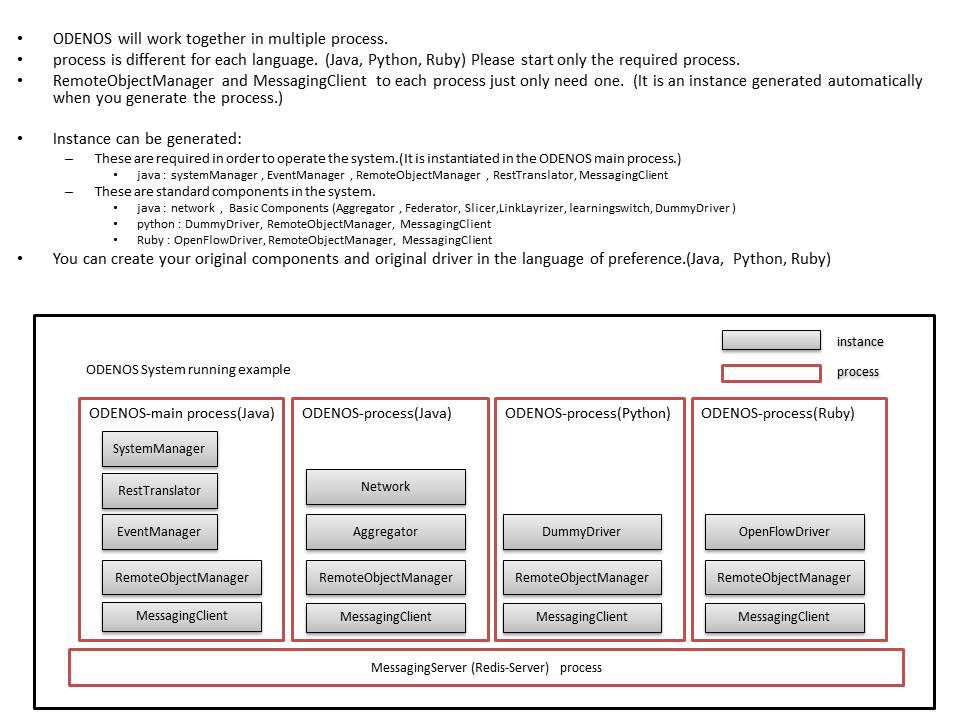 • ODENOS will work together in multiple process.
• process is different for each language. (Java, Python, Ruby) Please start only the required process.
• RemoteObjectManager and MessagingClient to each process just only need one. (It is an instance generated automatically
when you generate the process.)
• Instance can be generated:
– These are required in order to operate the system.(It is instantiated in the ODENOS main process.)
• java : systemManager , EventManager , RemoteObjectManager , RestTranslator, MessagingClient
– These are standard components in the system.
• java : network , Basic Components (Aggregator , Federator, Slicer,LinkLayrizer, learningswitch, DummyDriver )
• python : DummyDriver, RemoteObjectManager, MessagingClient
• Ruby : OpenFlowDriver, RemoteObjectManager, MessagingClient
• You can create your original components and original driver in the language of preference.(Java, Python, Ruby)
instance
process
ODENOS System running example
ODENOS-main process(Java)
SystemManager
RestTranslator
EventManager
RemoteObjectManager
MessagingClient
ODENOS-process(Java)
Network
Aggregator
RemoteObjectManager
MessagingClient
ODENOS-process(Python)
DummyDriver
RemoteObjectManager
MessagingClient
ODENOS-process(Ruby)
OpenFlowDriver
RemoteObjectManager
MessagingClient
MessagingServer (Redis-Server) process